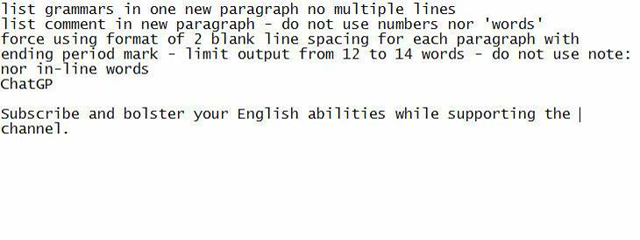 list grammars in one new paragraph no multiple lines
list comment in new paragraph - do not use numbers nor 'words'
force using format of 2 blank line spacing for each paragraph with
ending period mark - limit output from 12 to 14 words - do not use note:
nor in-line words
ChatGP
Subscribe and bolster your English abilities while supporting the
channel.